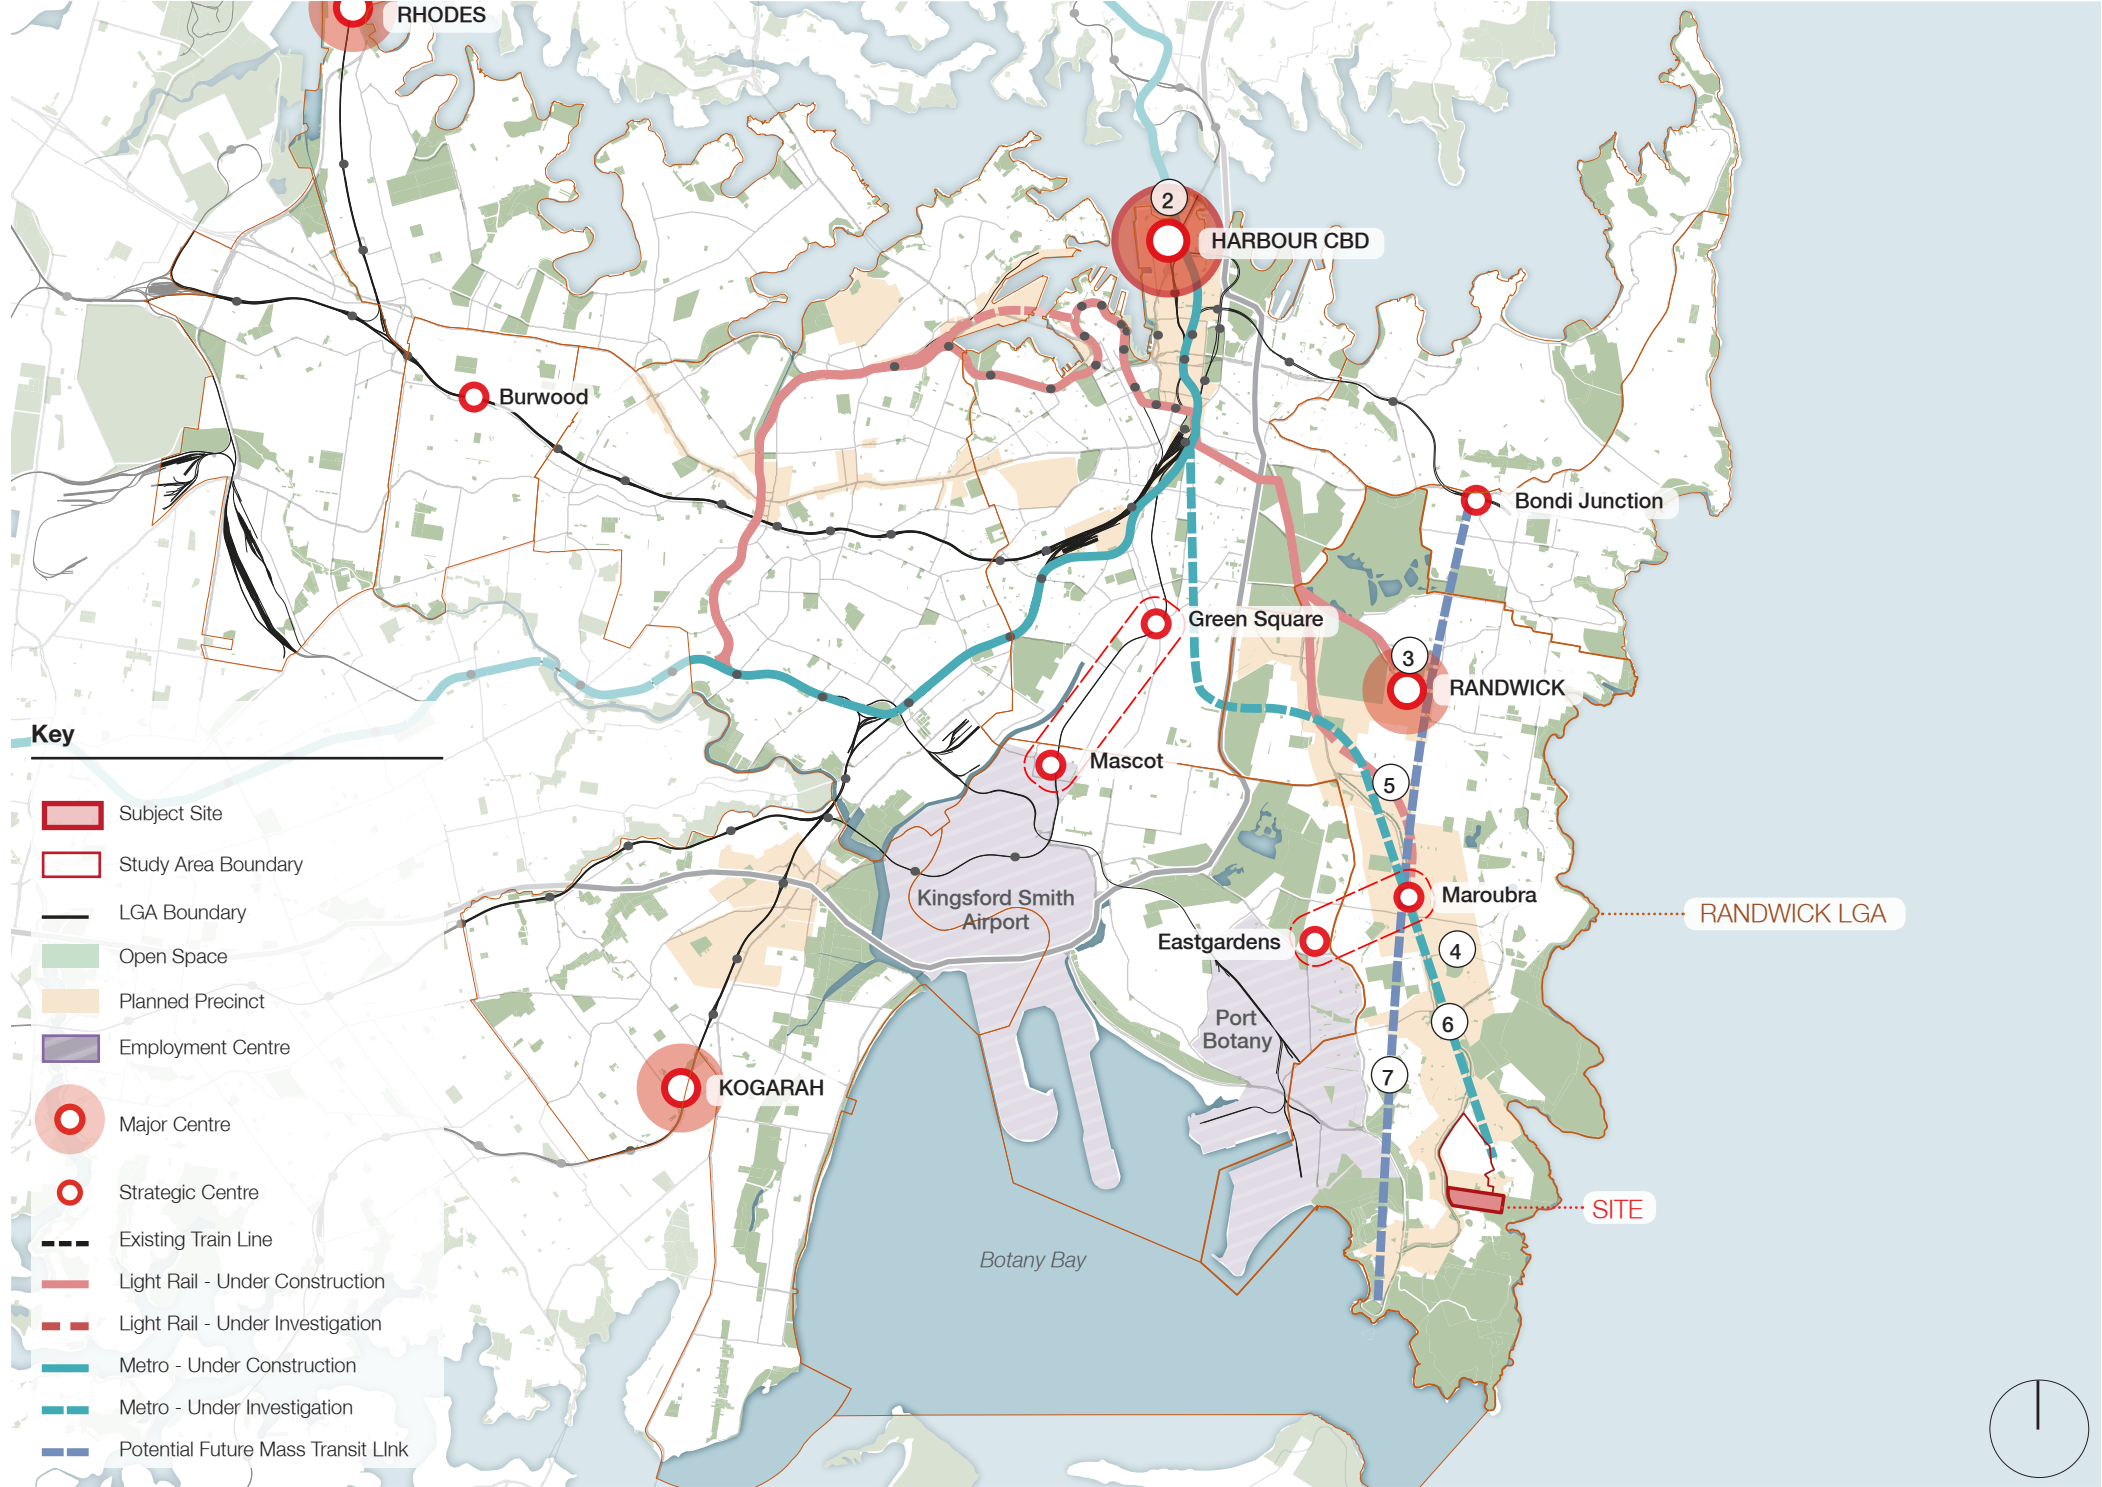 RHODES
2
HARBOUR CBD
Burwood
Bondi Junction
Green Square
3
RANDWICK
Mascot
5
Kingsford Smith
Airport
Maroubra
RANDWICK LGA
Eastgardens
4
Port
Botany
6
7
KOGARAH
SITE
Botany Bay
Key
Subject Site
Study Area Boundary
LGA Boundary
Open Space
Planned Precinct
Employment Centre
Major Centre
Strategic Centre
Existing Train Line
Light Rail - Under Construction
Light Rail - Under Investigation
Metro - Under Construction
Metro - Under Investigation
Potential Future Mass Transit LInk